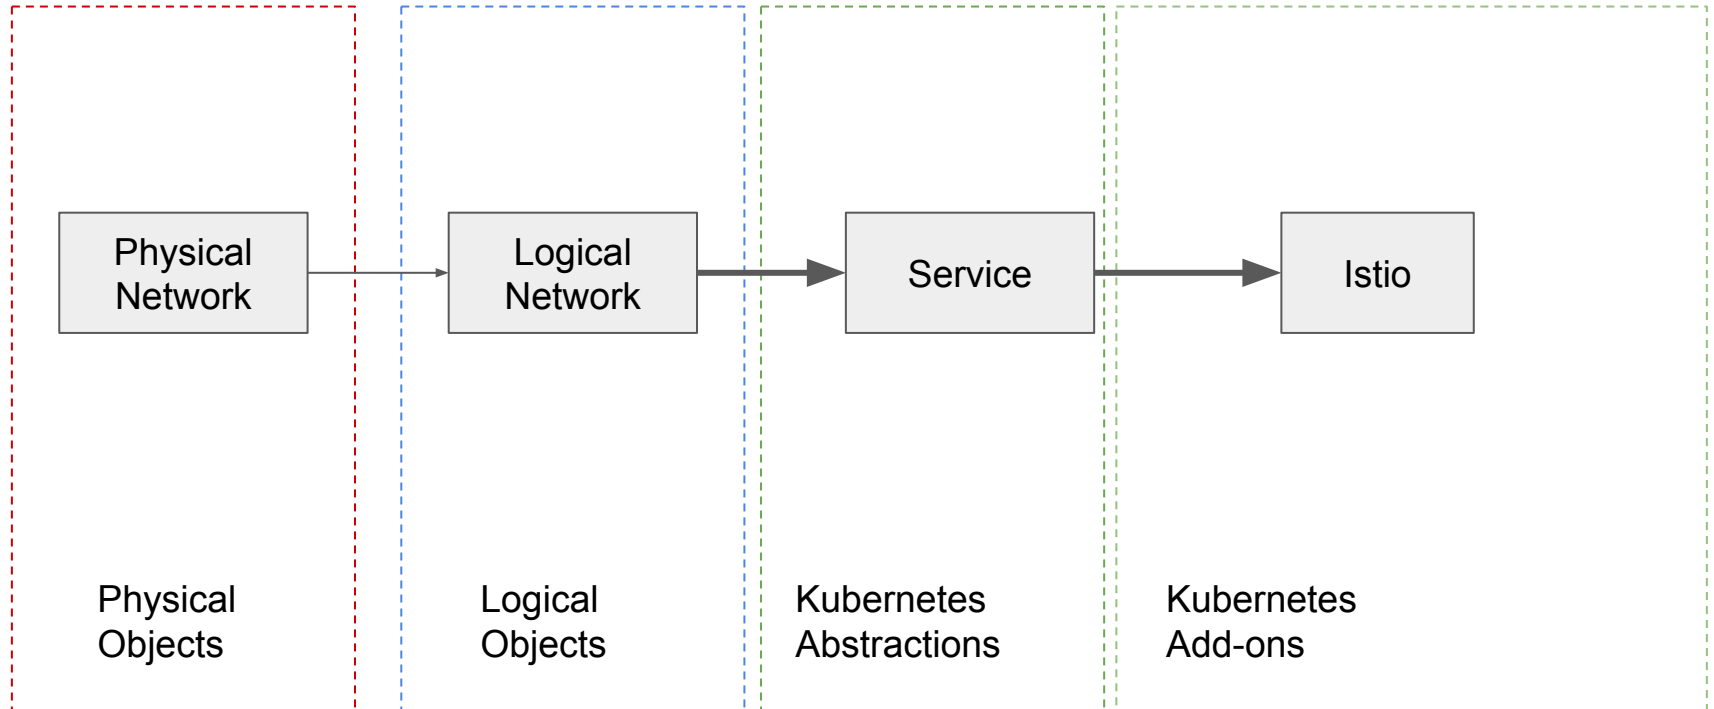 Physical
Network
Logical
Network
Service
Istio
Physical
Objects
Logical
Objects
Kubernetes
Abstractions
Kubernetes
Add-ons